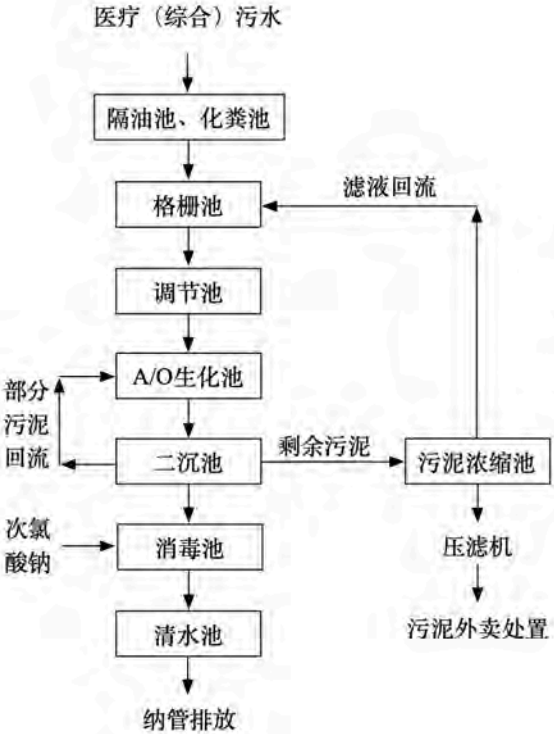 医疗（综合）污水
隔油池、化粪池
格栅池
滤液回流
调节池
A/O生化池
部分
污泥
回流
二沉池
剩余污泥
污泥浓缩池
次氯
酸钠
消毒池
压滤机
清水池
污泥外卖处置
纳管排放